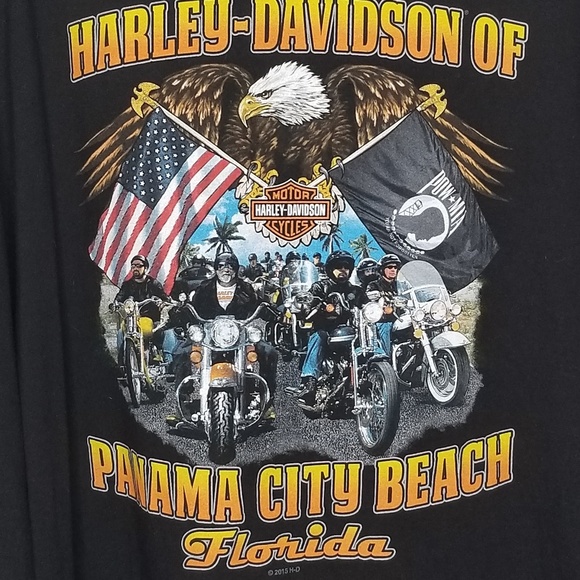 HARLEY-DAVIDSON OF
POW★MIA
MOTOR
HARLEY-DAVIDSON
CYCLES
PANAMA CITY BEACH
Florida
© 2015 H-D